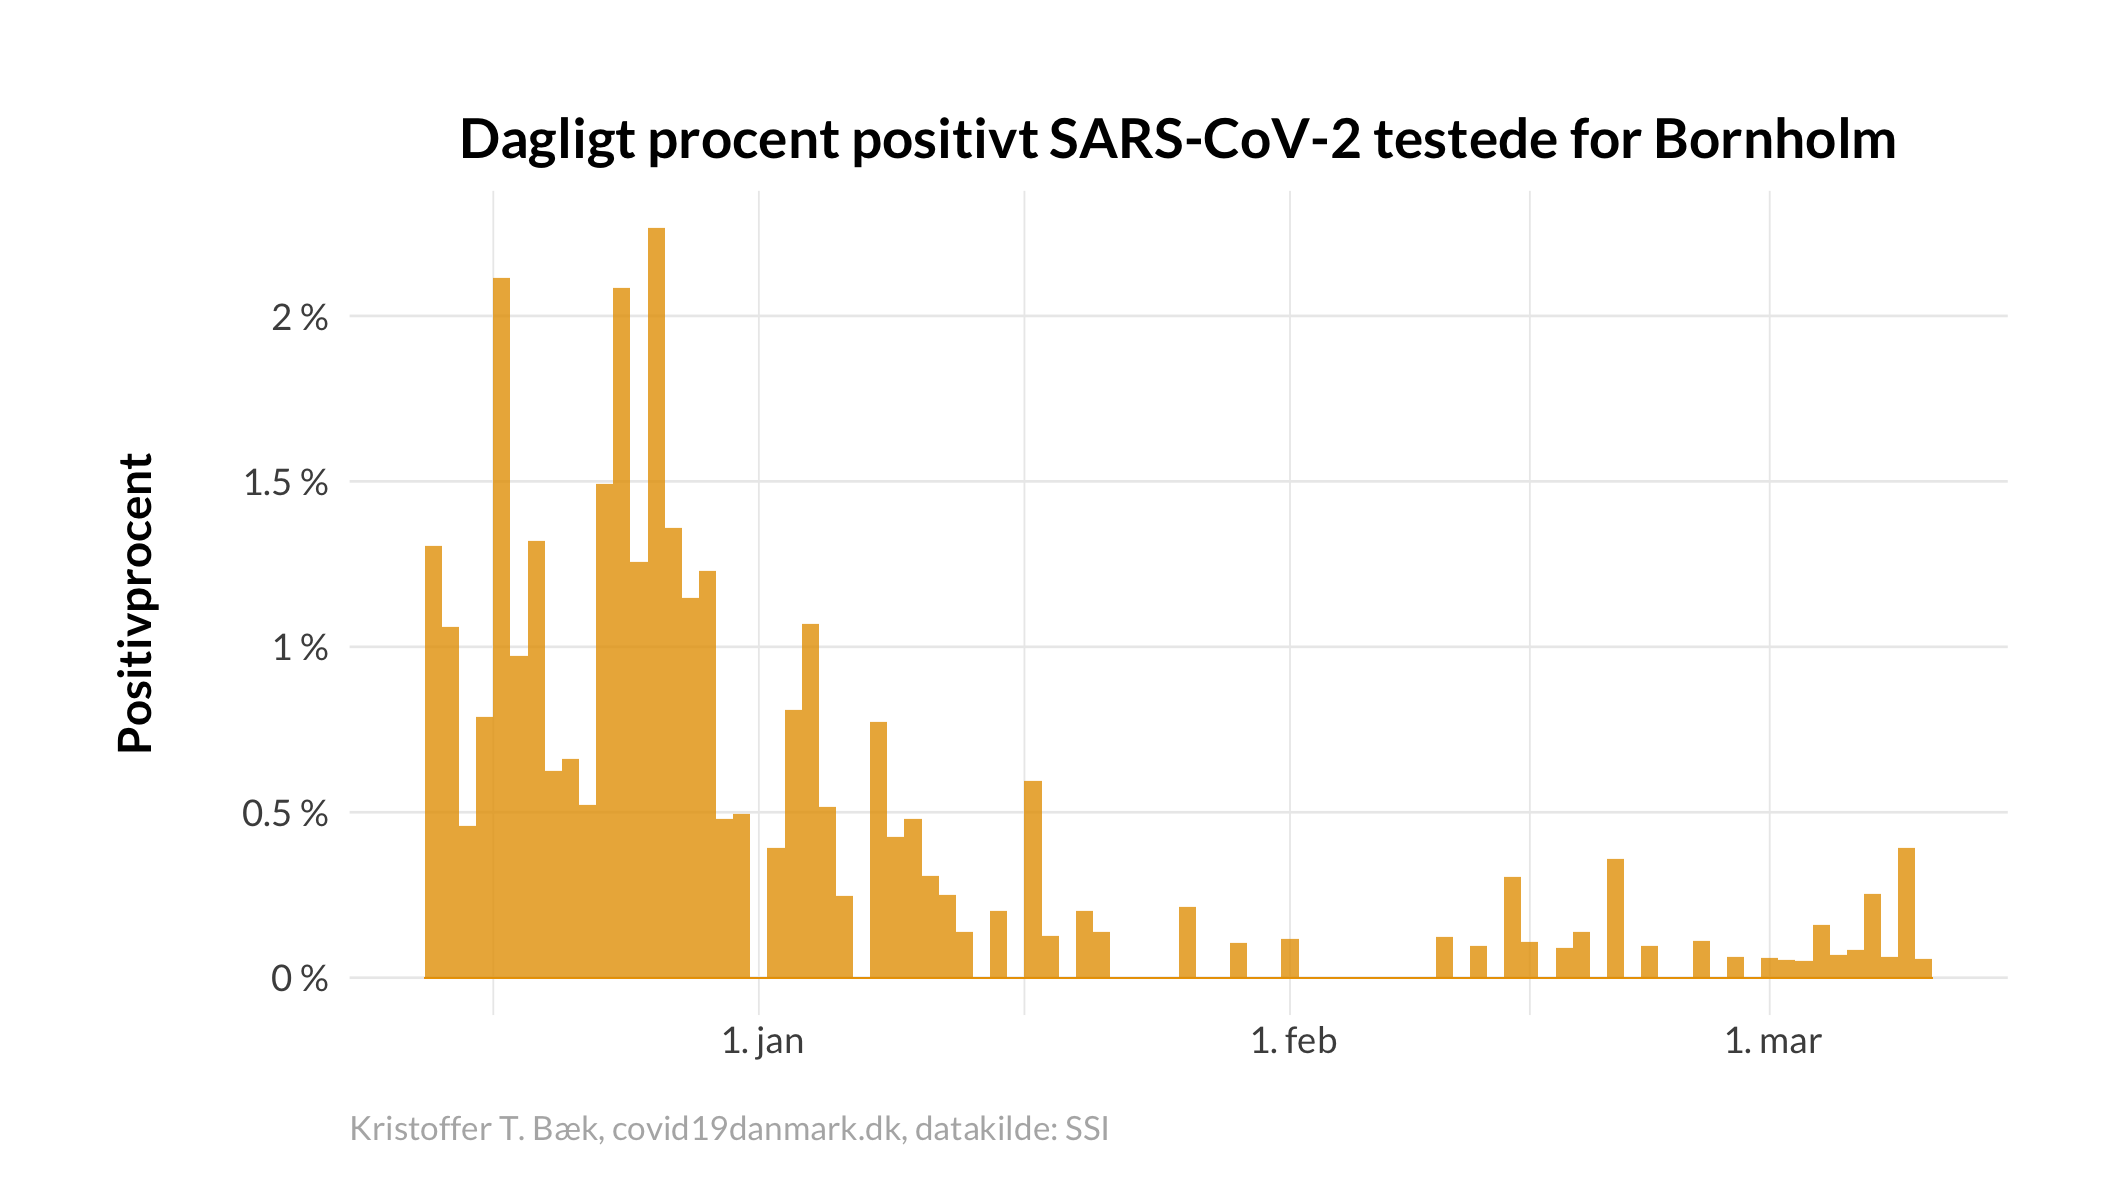 Dagligt procent positivt SARS-CoV-2 testede for Bornholm
Positivprocent
2 %
1.5 %
1 %
0.5 %
0 %
1. jan
1. feb
1. mar
Kristoffer T. Bæk, covid19danmark.dk, datakilde: SSI